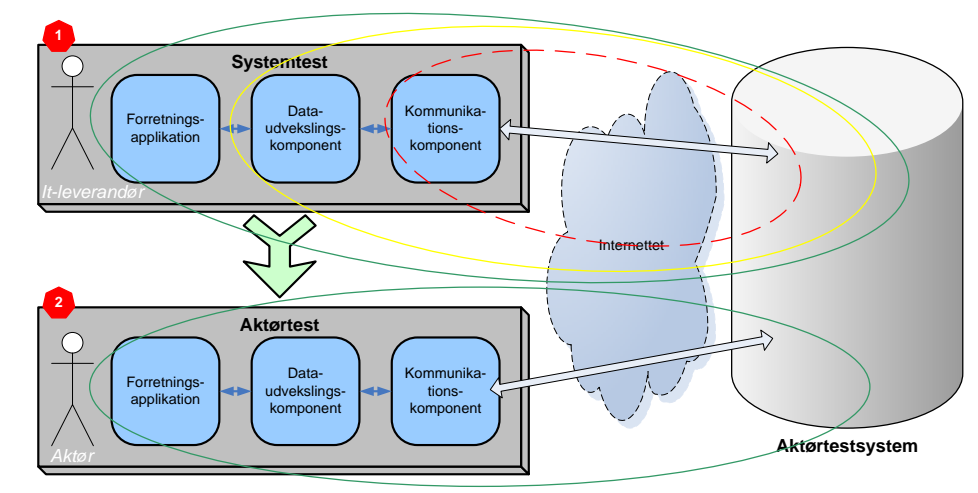 1
Systemtest
Forretnings-
applikation
Data-
udvekslings-
komponent
Kommunika-
tions-
komponent
It-leverandør
Internettet
2
Aktørtest
Forretnings-
applikation
Data-
udvekslings-
komponent
Kommunika-
tions-
komponent
Aktør
Aktørtestsystem